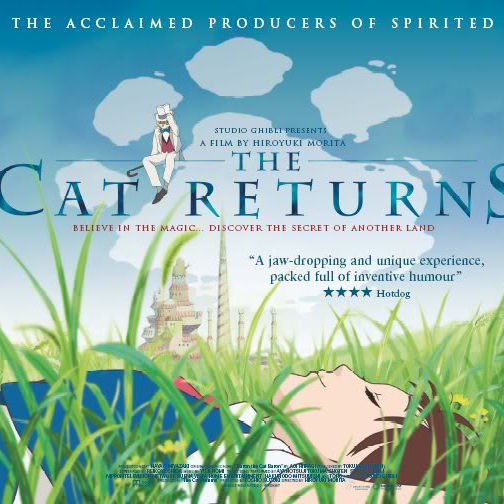 THE ACCLAIMED PRODUCERS OF SPIRITED
STUDIO GHIBLI PRESENTS
A FILM BY HIROYUKI MORITA
THE
CAT RETURNS
BELIEVE IN THE MAGIC... DISCOVER THE SECRET OF ANOTHER LAND
“A jaw-dropping and unique experience,
packed full of inventive humour”
★★★★ Hotdog